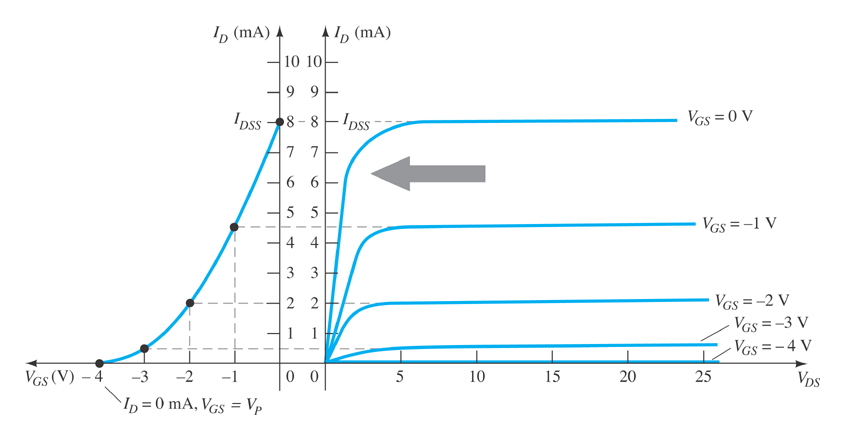 I_D (mA)
I_D (mA)
10 10
9 9
I_DSS 8 8 I_DSS
V_GS = 0 V
7 7
6 6
5 5
V_GS = –1 V
4 4
3 3
2 2
V_GS = –2 V
1 1
V_GS = –3 V
V_GS = – 4 V
V_GS (V) – 4 –3 –2 –1 0 0 5 10 15 20 25 V_DS
I_D = 0 mA, V_GS = V_P